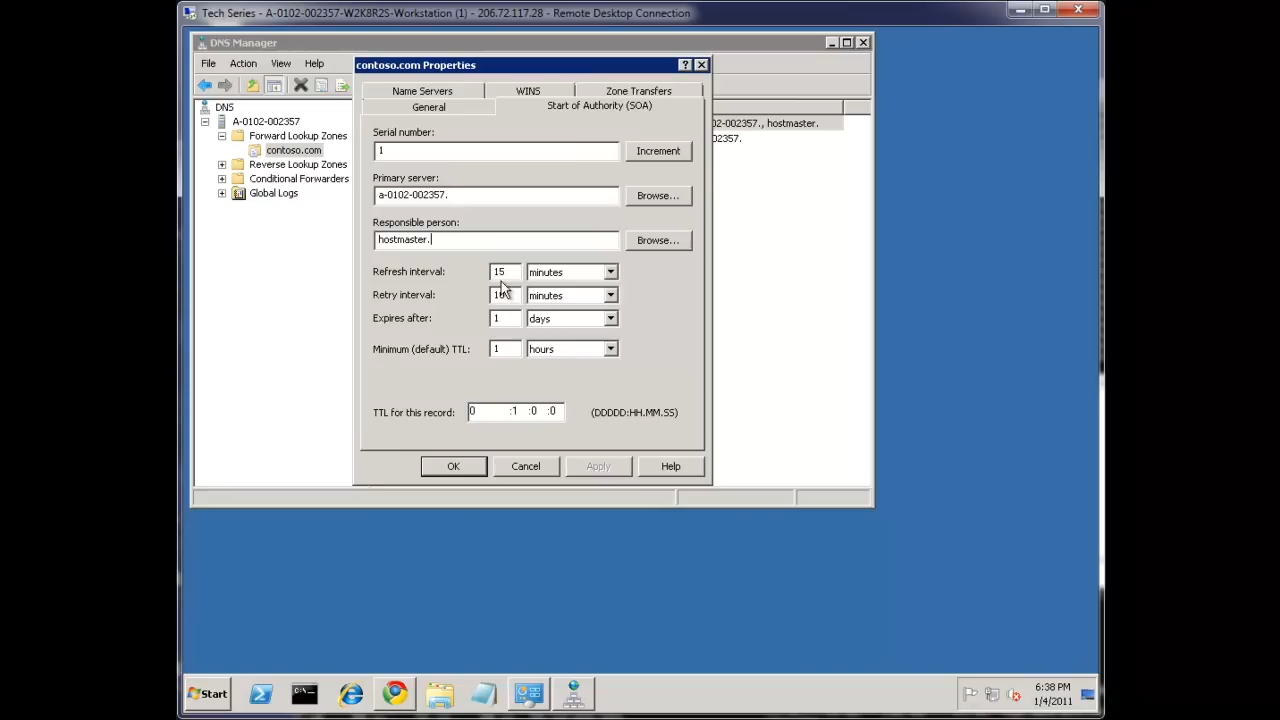 Tech Series - A-0102-002357-W2K8R2S-Workstation (1) - 206.72.117.28 - Remote Desktop Connection
DNS Manager
File Action View Help
DNS
A-0102-002357
Forward Lookup Zones
contoso.com
Reverse Lookup Zones
Conditional Forwarders
Global Logs
contoso.com Properties
Name Servers WINS Zone Transfers
General Start of Authority (SOA)
Serial number:
1 Increment
Primary server:
a-0102-002357. Browse...
Responsible person:
hostmaster. Browse...
Refresh interval: 15 minutes
Retry interval: minutes
Expires after: 1 days
Minimum (default) TTL: 1 hours
TTL for this record: 0 :1 :0 :0 (DDDDD:HH.MM.SS)
OK Cancel Apply Help
02-002357., hostmaster.
02357.
Start
6:38 PM
1/4/2011